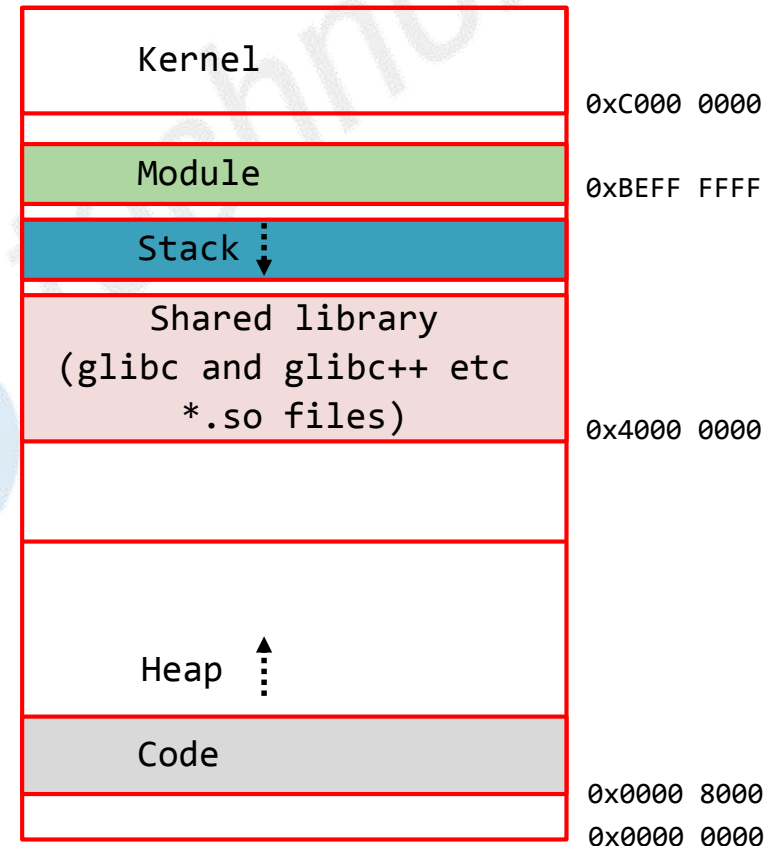 Kernel
0xC000 0000
Module
0xBEFF FFFF
Stack
Shared library
(glibc and glibc++ etc
*.so files)
0x4000 0000
Heap
Code
0x0000 8000
0x0000 0000